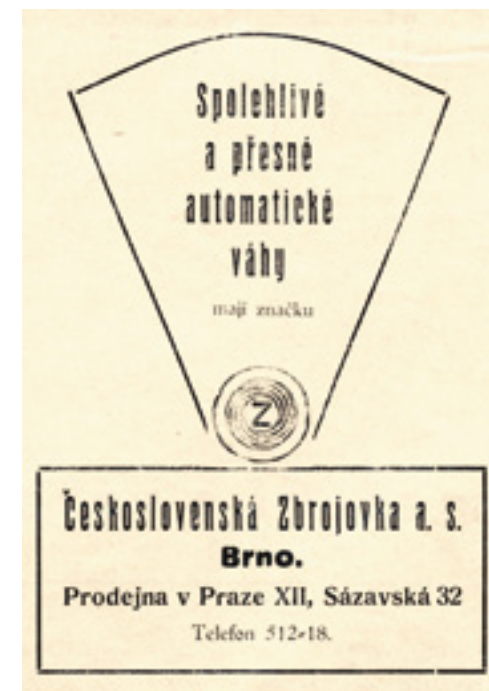 Spolehlivé
a přesné
automatické
váhy
mají značku
Z
Československá Zbrojovka a. s.
Brno.
Prodejna v Praze XII, Sázavská 32
Telefon 512-18.